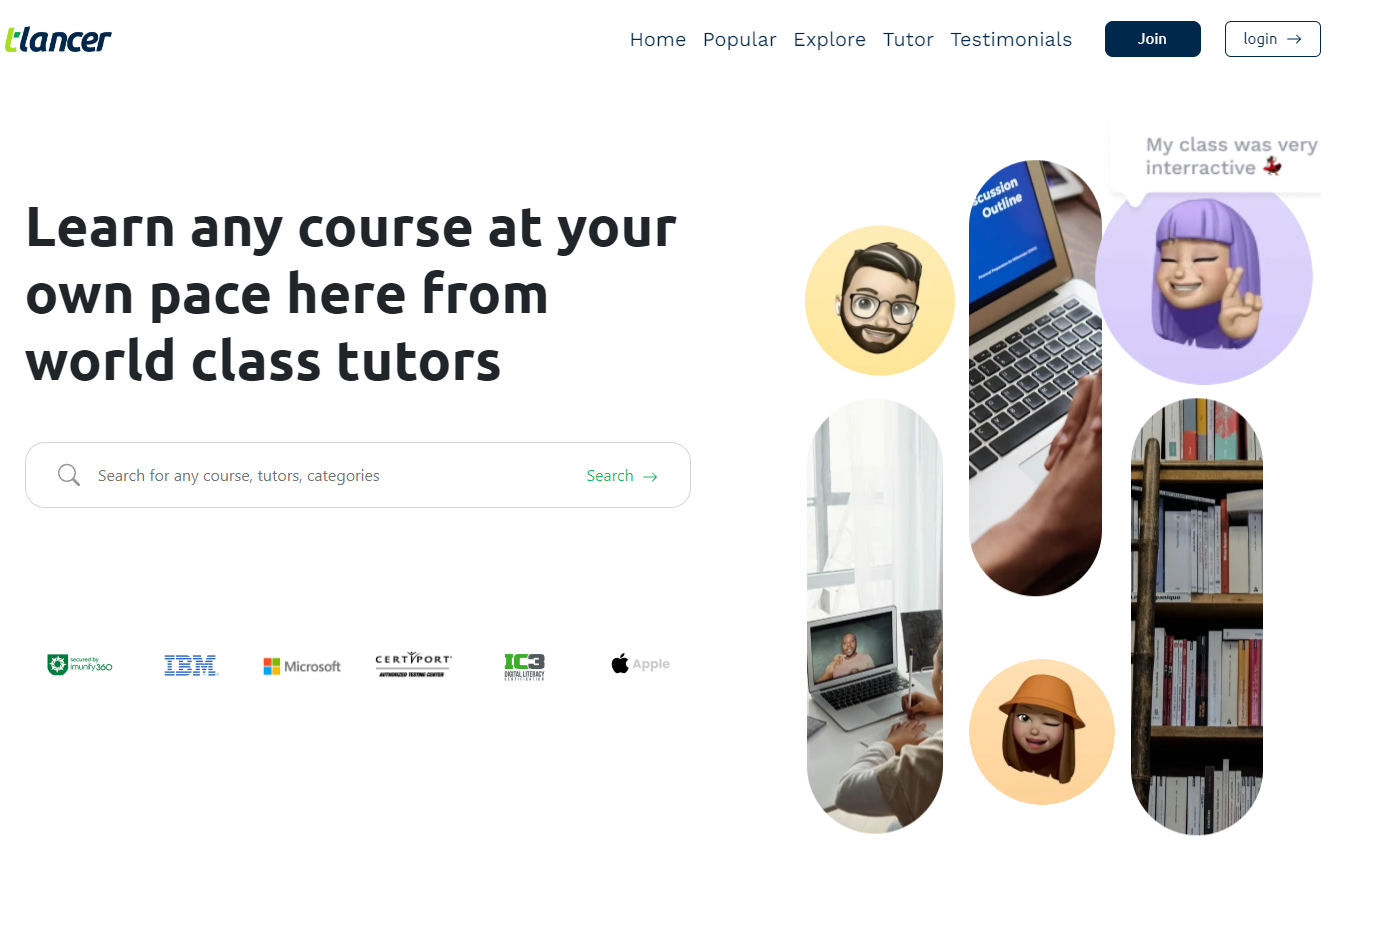 tlancer
Home Popular Explore Tutor Testimonials Join login →
My class was very
interractive 💃
Learn any course at your
own pace here from
world class tutors
Search for any course, tutors, categories Search →
scussion
Outline
secured by
imunify360
IBM
Microsoft
CERTIPORT
AUTHORIZED TESTING CENTER
IC3
DIGITAL LITERACY
CERTIFICATION
Apple